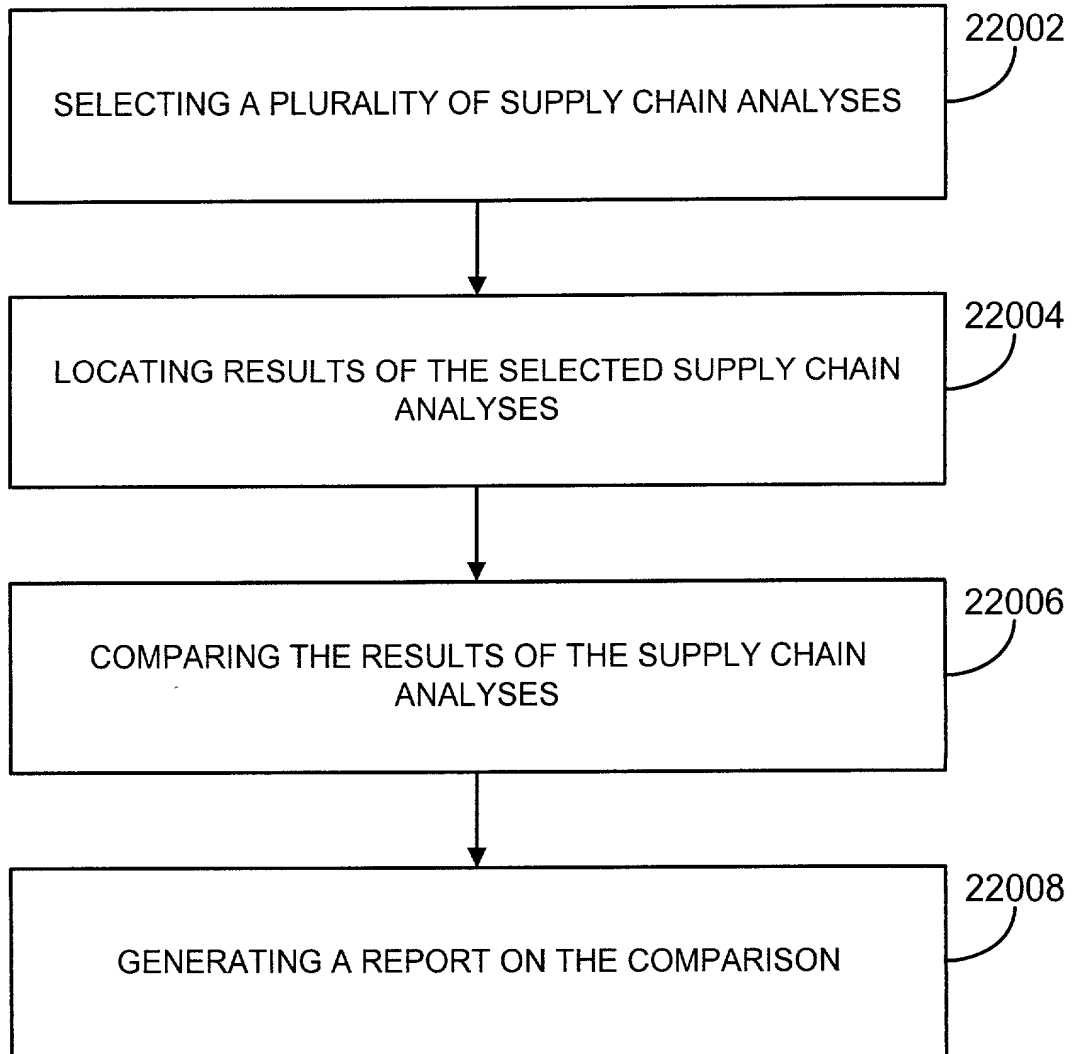 22002
SELECTING A PLURALITY OF SUPPLY CHAIN ANALYSES
22004
LOCATING RESULTS OF THE SELECTED SUPPLY CHAIN
ANALYSES
22006
COMPARING THE RESULTS OF THE SUPPLY CHAIN
ANALYSES
22008
GENERATING A REPORT ON THE COMPARISON